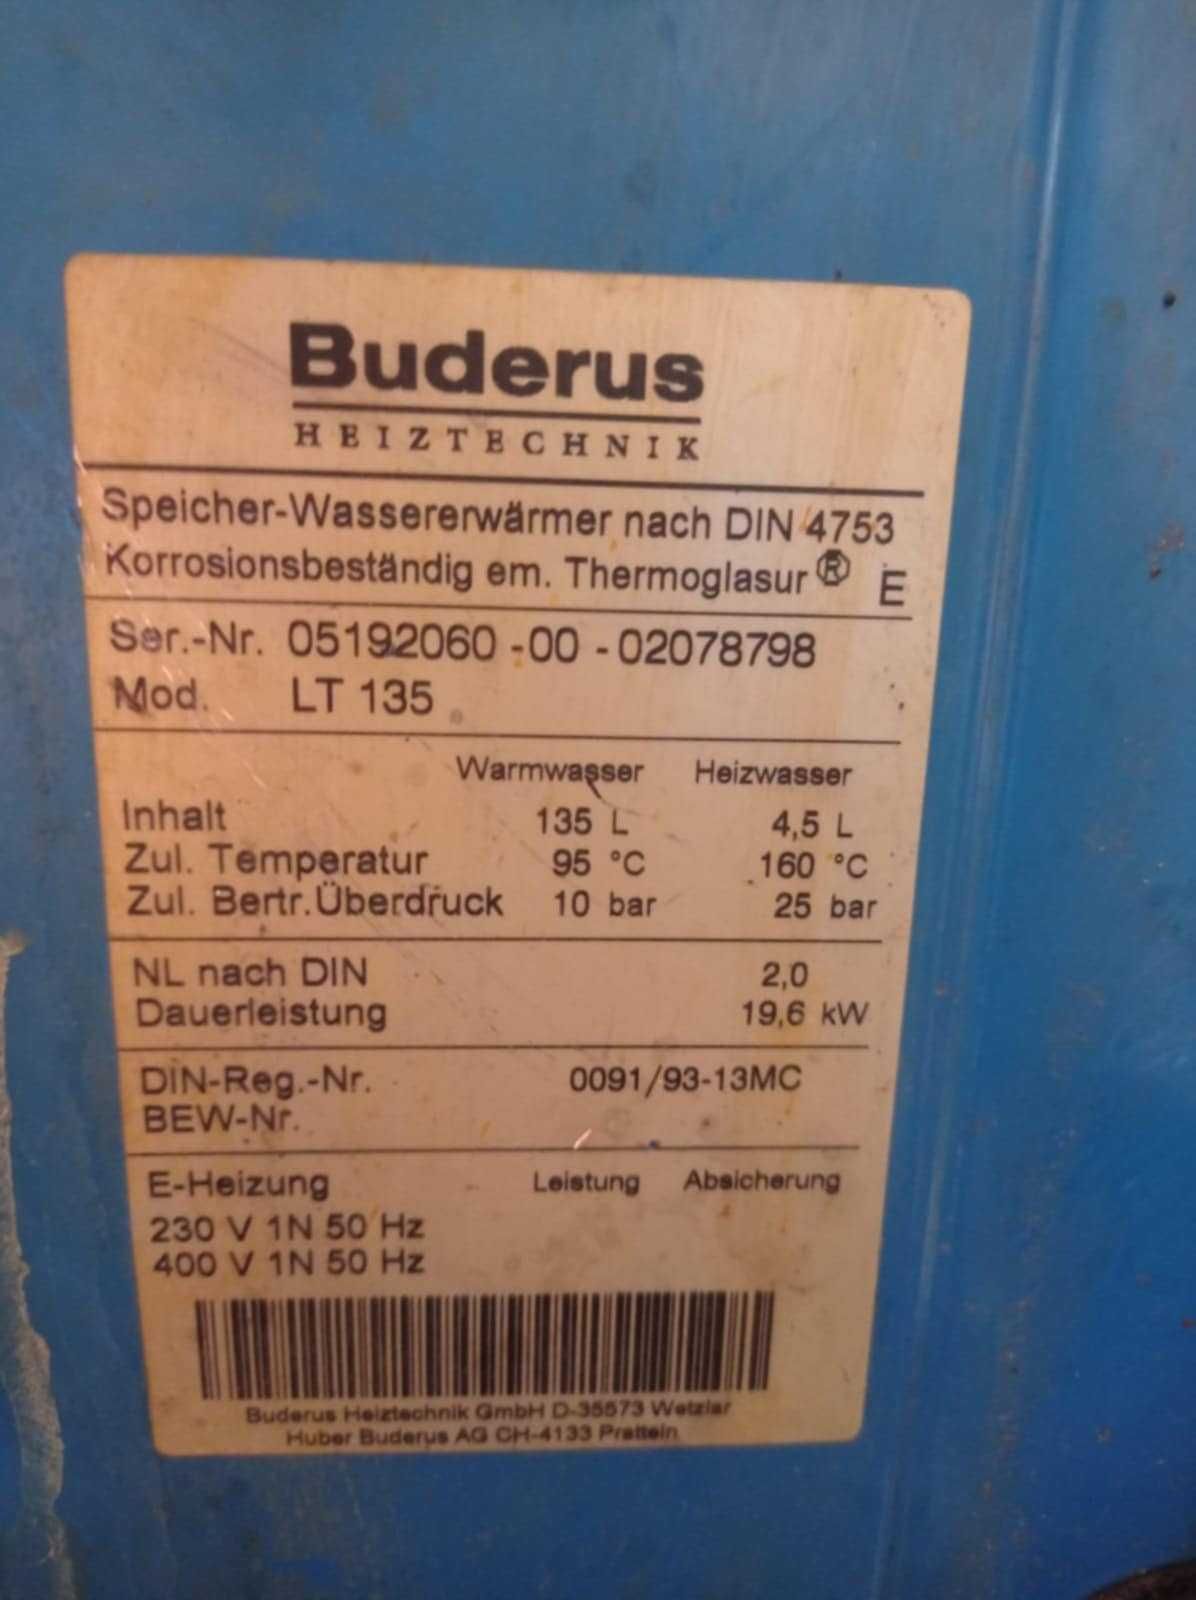 Buderus
HEIZTECHNIK
Speicher-Wassererwärmer nach DIN 4753
Korrosionsbeständig em. Thermoglasur® E
Ser.-Nr. 05192060-00-02078798
Mod. LT 135
Warmwasser Heizwasser
Inhalt 135 L 4,5 L
Zul. Temperatur 95 °C 160 °C
Zul. Bertr.Überdruck 10 bar 25 bar
NL nach DIN 2,0
Dauerleistung 19,6 kW
DIN-Reg.-Nr. 0091/93-13MC
BEW-Nr.
E-Heizung Leistung Absicherung
230 V 1N 50 Hz
400 V 1N 50 Hz
Buderus Heiztechnik GmbH D-35573 Wetzlar
Huber Buderus AG CH-4133 Pratteln